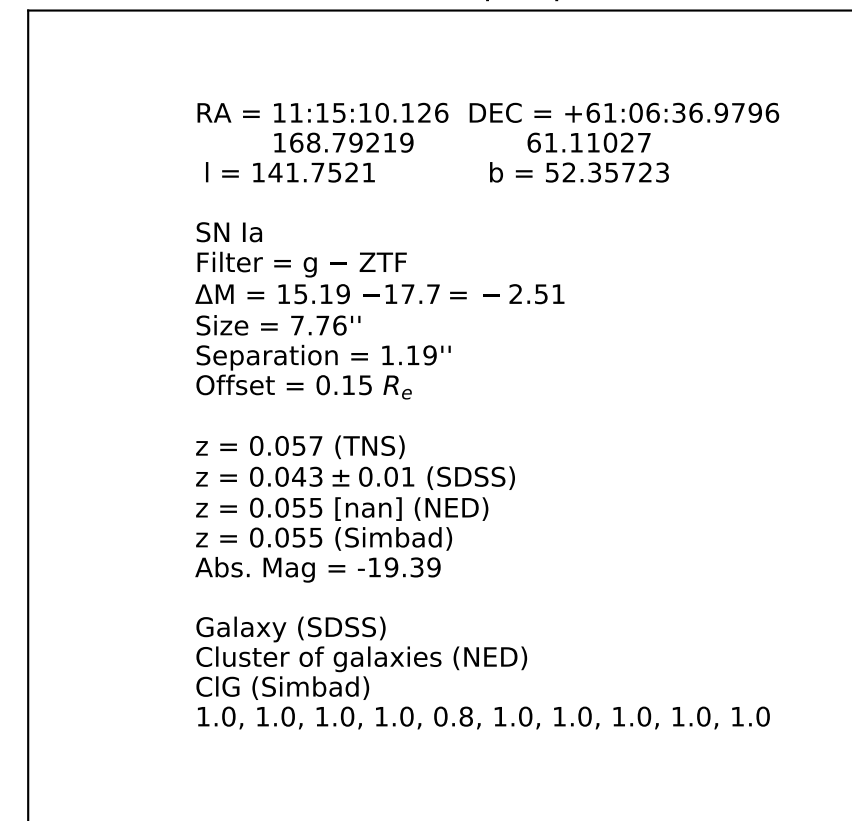 RA = 11:15:10.126 DEC = +61:06:36.9796
168.79219 61.11027
l = 141.7521 b = 52.35723
SN Ia
Filter = g − ZTF
ΔM = 15.19 −17.7 = − 2.51
Size = 7.76''
Separation = 1.19''
Offset = 0.15 Re
z = 0.057 (TNS)
z = 0.043 ± 0.01 (SDSS)
z = 0.055 [nan] (NED)
z = 0.055 (Simbad)
Abs. Mag = -19.39
Galaxy (SDSS)
Cluster of galaxies (NED)
ClG (Simbad)
1.0, 1.0, 1.0, 1.0, 0.8, 1.0, 1.0, 1.0, 1.0, 1.0